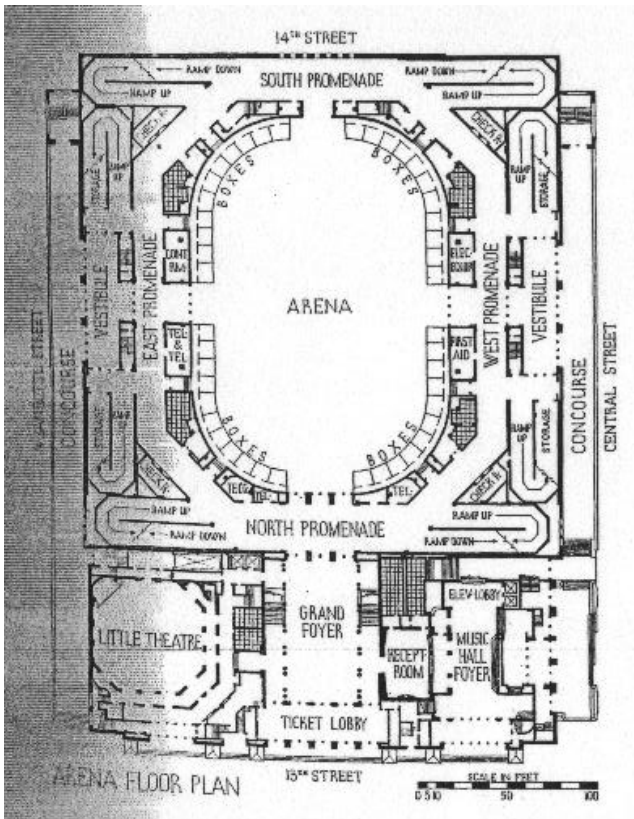 14TH STREET
RAMP DOWN
SOUTH PROMENADE
RAMP DOWN
RAMP UP
RAMP UP
CHECK R.
CHECK R.
BOXES
BOXES
STORAGE
RAMP UP
RAMP UP
STORAGE
CONT. RM.
ELEC. EQUIP.
CONCOURSE
VESTIBULE
EAST PROMENADE
ARENA
WEST PROMENADE
VESTIBULE
CONCOURSE
CENTRAL STREET
TEL. & TEL.
FIRST AID
STORAGE
RAMP UP
BOXES
BOXES
RAMP UP
STORAGE
CHECK R.
CHECK R.
TEL.
TEL.
RAMP UP
NORTH PROMENADE
RAMP UP
RAMP DOWN
RAMP DOWN
LITTLE THEATRE
GRAND FOYER
ELEV. LOBBY
RECEPT. ROOM
MUSIC HALL FOYER
TICKET LOBBY
ARENA FLOOR PLAN
13TH STREET
SCALE IN FEET
0 5 10 50 100